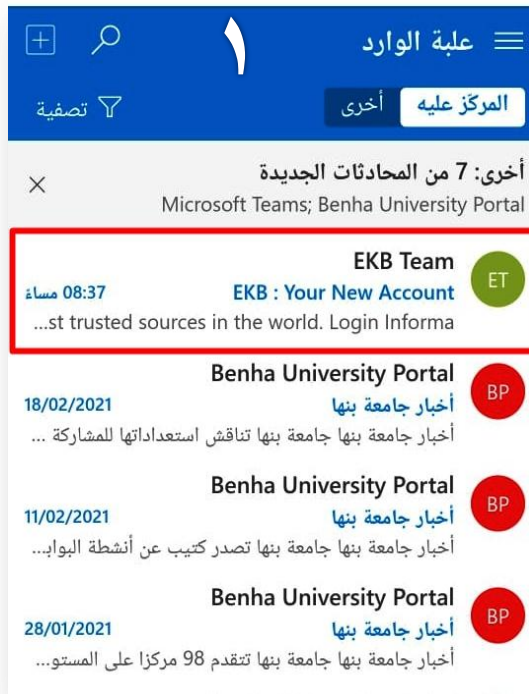 ١
علبة الوارد
المركّز عليه أخرى تصفية
أخرى: 7 من المحادثات الجديدة
Microsoft Teams; Benha University Portal
ET
EKB Team
EKB : Your New Account 08:37 مساءً
...st trusted sources in the world. Login Informa
BP
Benha University Portal
أخبار جامعة بنها 18/02/2021
أخبار جامعة بنها جامعة بنها تناقش استعداداتها للمشاركة ...
BP
Benha University Portal
أخبار جامعة بنها 11/02/2021
أخبار جامعة بنها جامعة بنها تصدر كتيب عن أنشطة البواب...
BP
Benha University Portal
أخبار جامعة بنها 28/01/2021
أخبار جامعة بنها جامعة بنها تتقدم 98 مركزا على المستو...